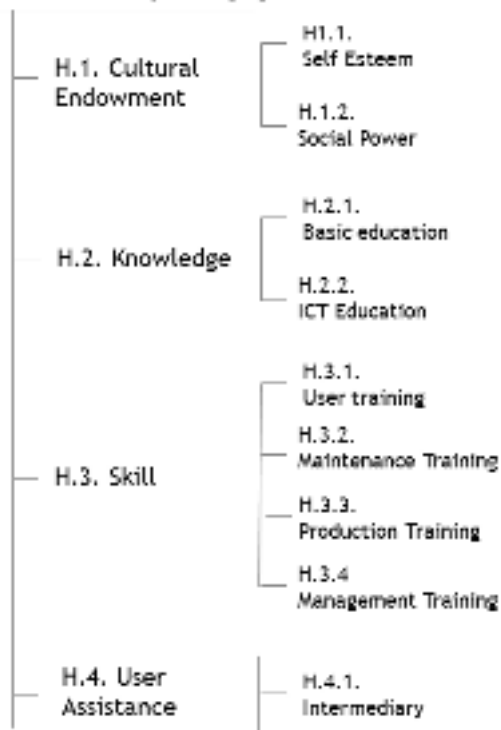 H.1. Cultural
Endowment
H1.1.
Self Esteem
H.1.2.
Social Power
H.2. Knowledge
H.2.1.
Basic education
H.2.2.
ICT Education
H.3. Skill
H.3.1.
User training
H.3.2.
Maintenance Training
H.3.3.
Production Training
H.3.4
Management Training
H.4. User
Assistance
H.4.1.
Intermediary